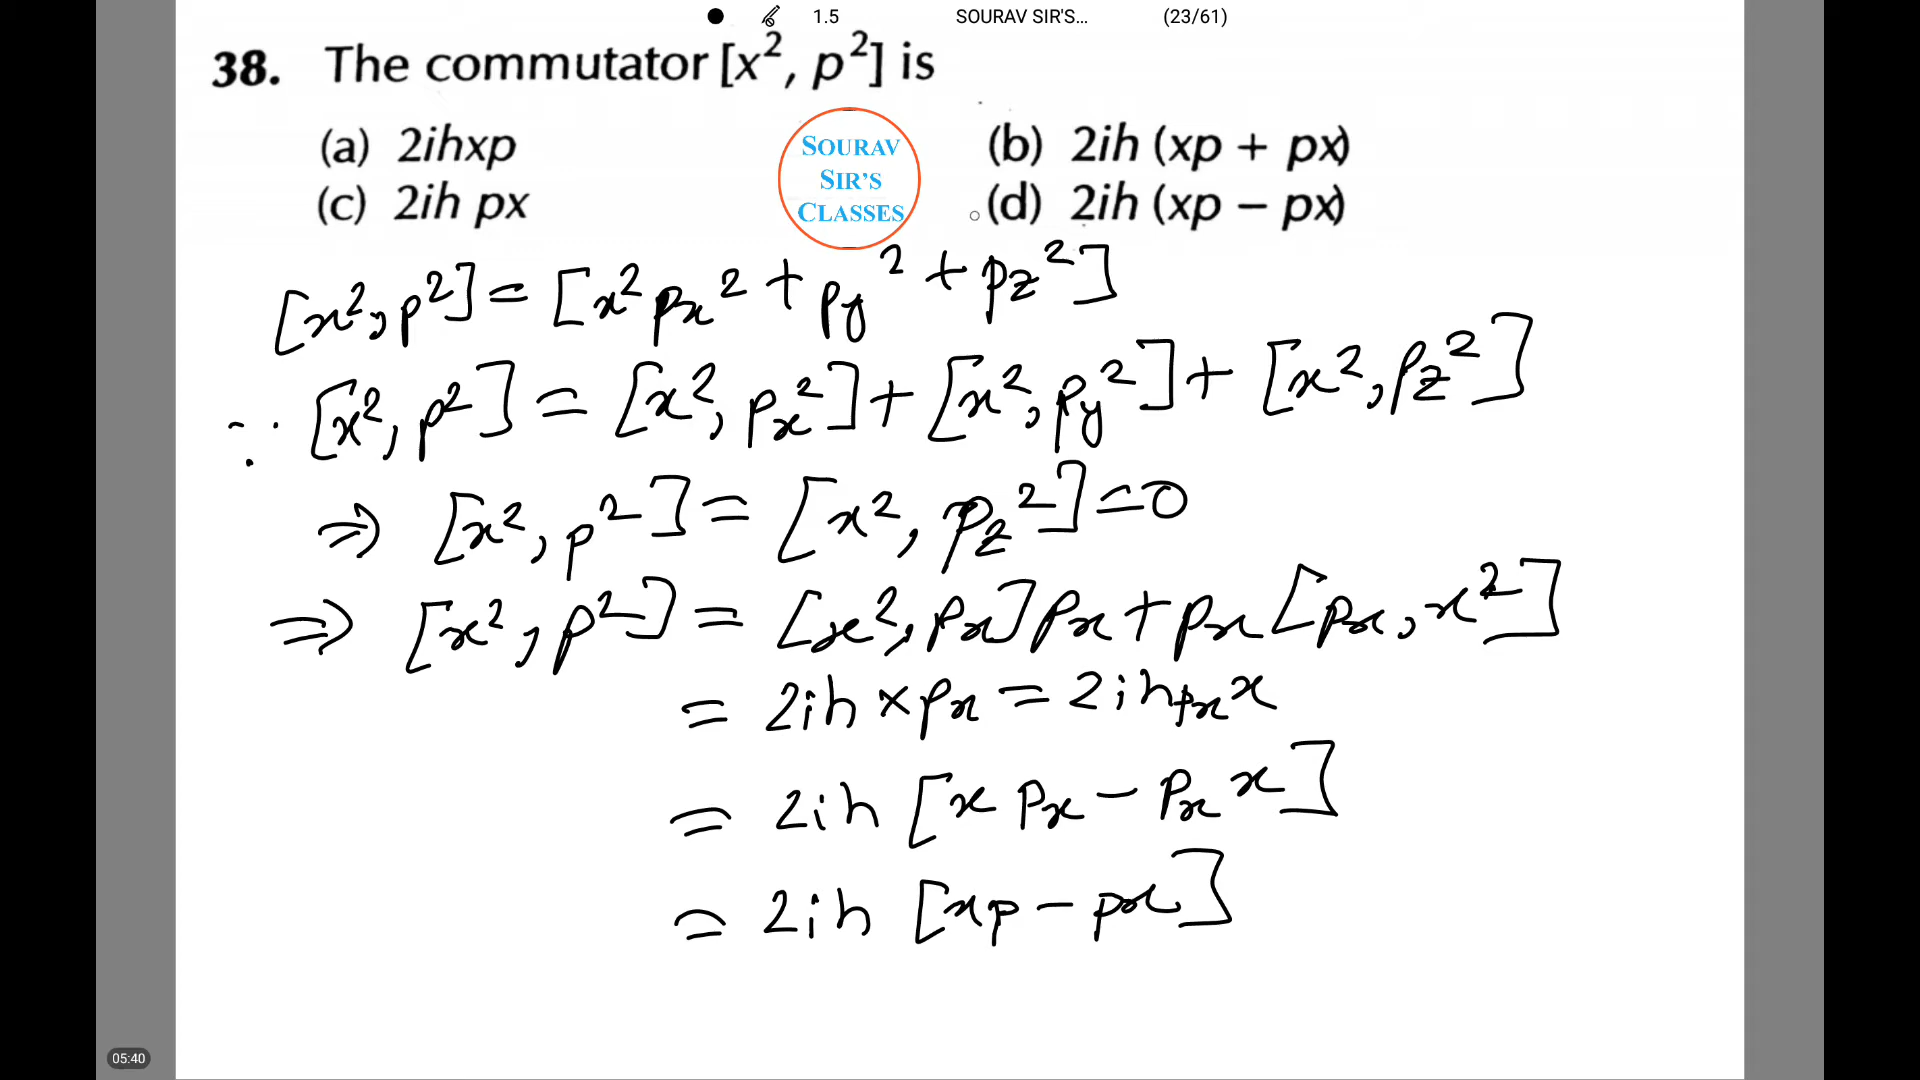 1.5 SOURAV SIR'S... (23/61)
38. The commutator [x², p²] is
(a) 2ihxp
(b) 2ih (xp + px)
(c) 2ih px
(d) 2ih (xp − px)
SOURAV
SIR'S
CLASSES
[x², p²] = [x² px² + py² + pz²]
∵ [x², p²] = [x², px²] + [x², py²] + [x², pz²]
⇒ [x², p²] = [x², pz²] = 0
⇒ [x², p²] = [x², px] px + px [px, x²]
= 2ih x px = 2ih px x
= 2ih [x px − px x]
= 2ih [xp − px]
05:40